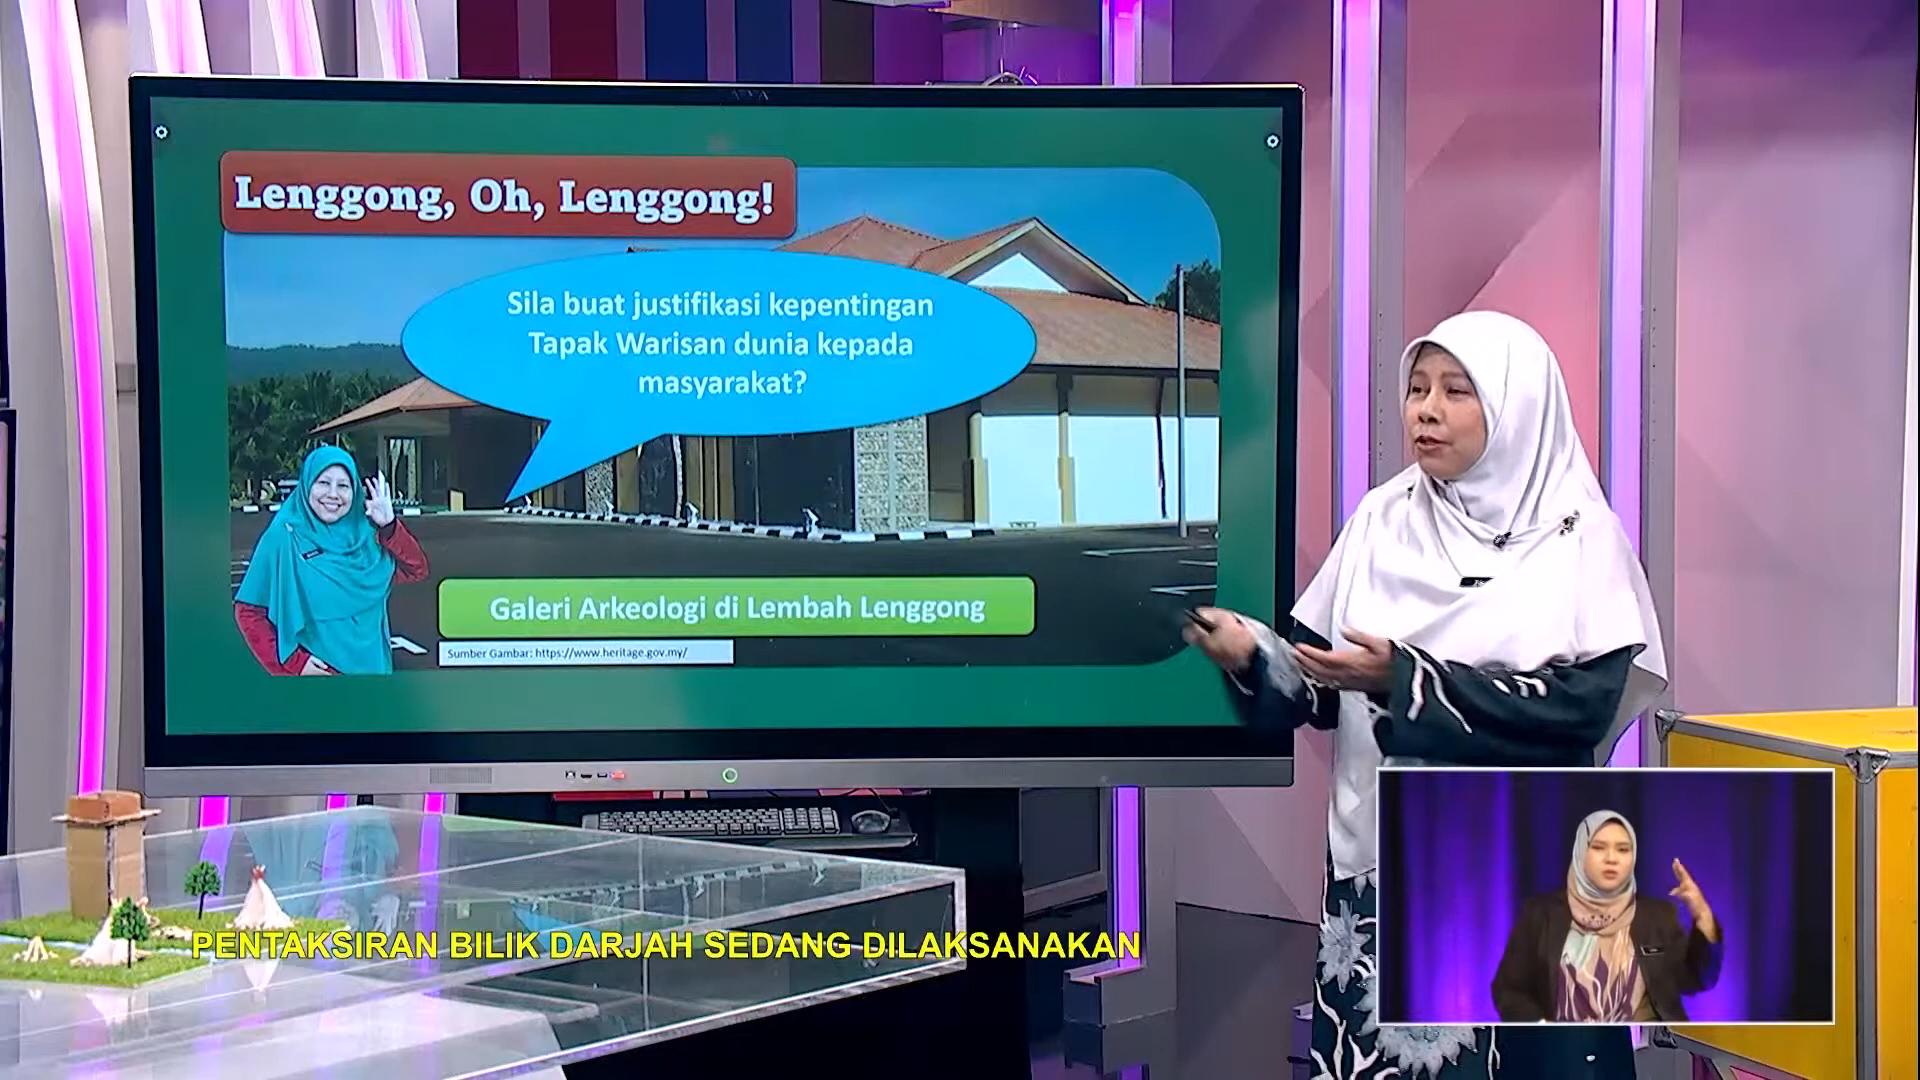 Lenggong, Oh, Lenggong!
Sila buat justifikasi kepentingan
Tapak Warisan dunia kepada
masyarakat?
Galeri Arkeologi di Lembah Lenggong
Sumber Gambar: https://www.heritage.gov.my/
PENTAKSIRAN BILIK DARJAH SEDANG DILAKSANAKAN